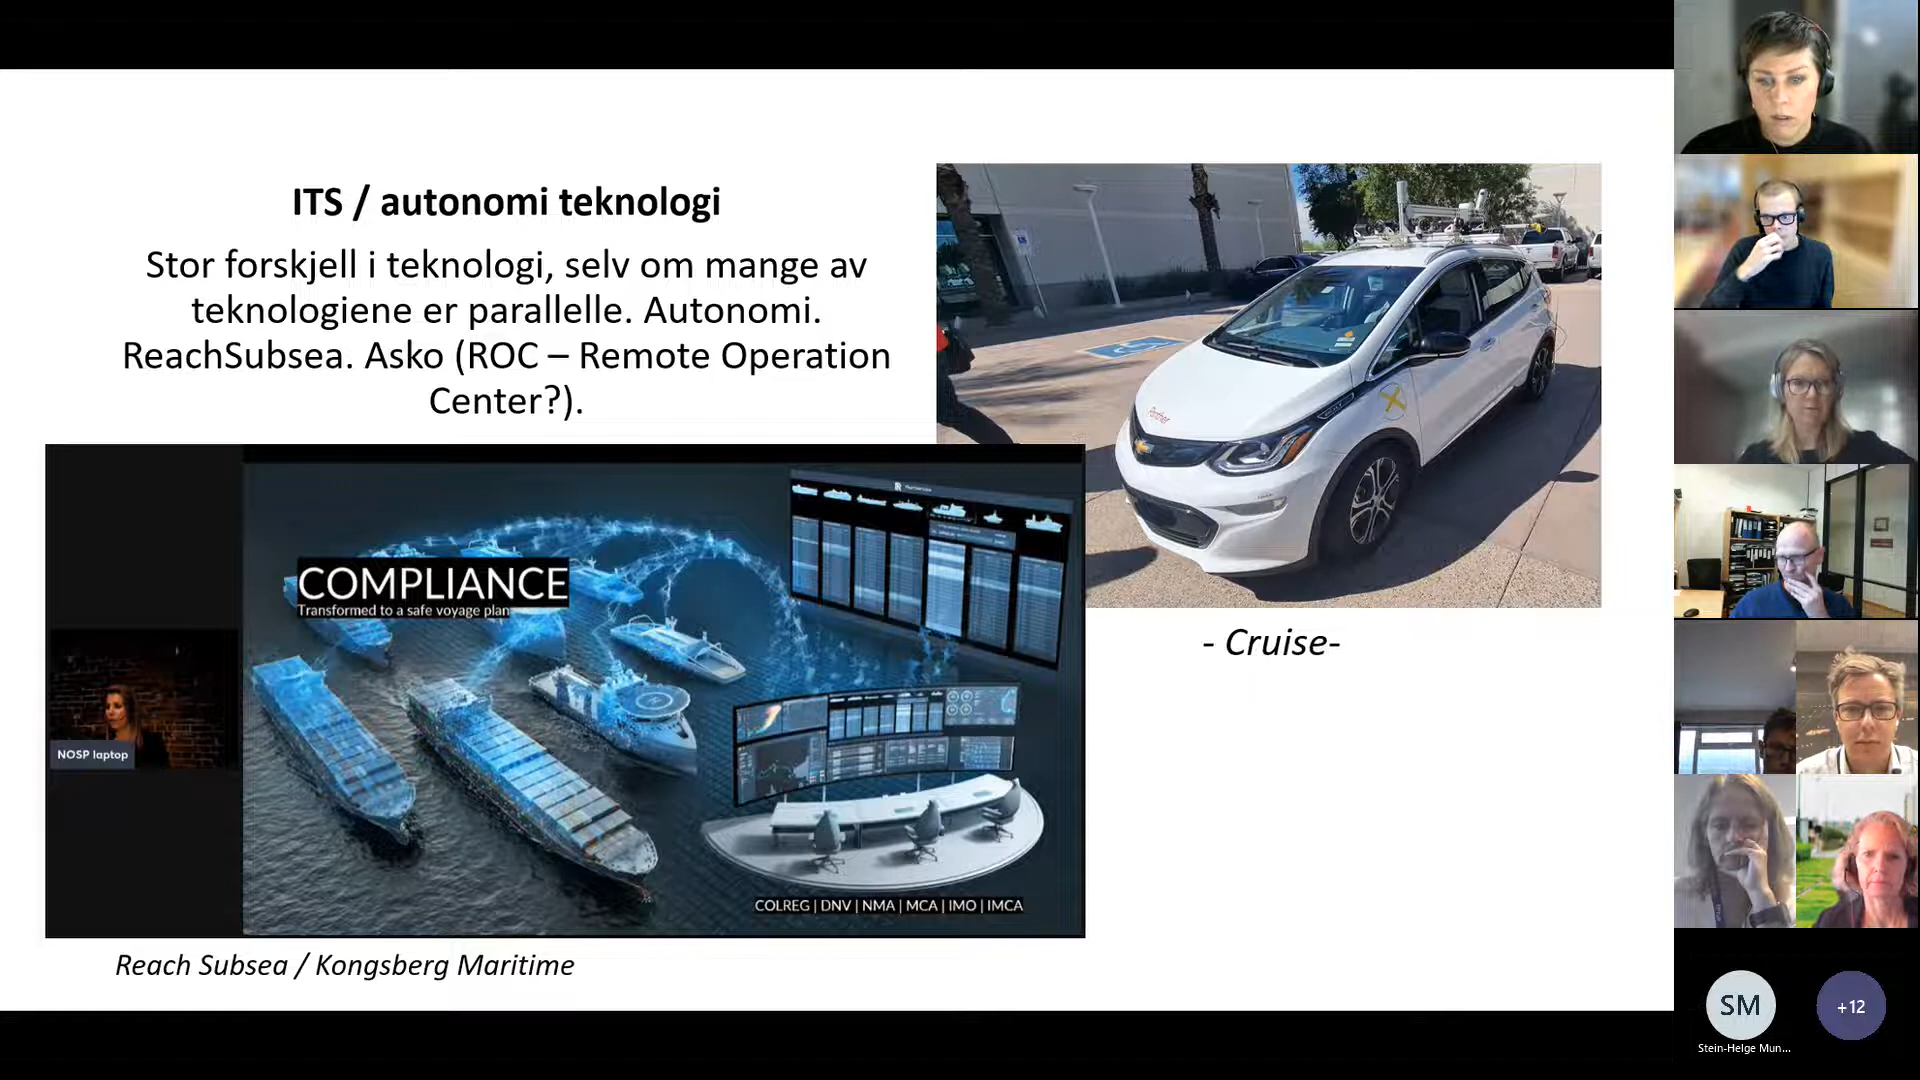 ITS / autonomi teknologi
Stor forskjell i teknologi, selv om mange av
teknologiene er parallelle. Autonomi.
ReachSubsea. Asko (ROC – Remote Operation
Center?).
Panther
- Cruise-
COMPLIANCE
Transformed to a safe voyage plan
NOSP laptop
COLREG | DNV | NMA | MCA | IMO | IMCA
Reach Subsea / Kongsberg Maritime
SM
+12
Stein-Helge Mun...